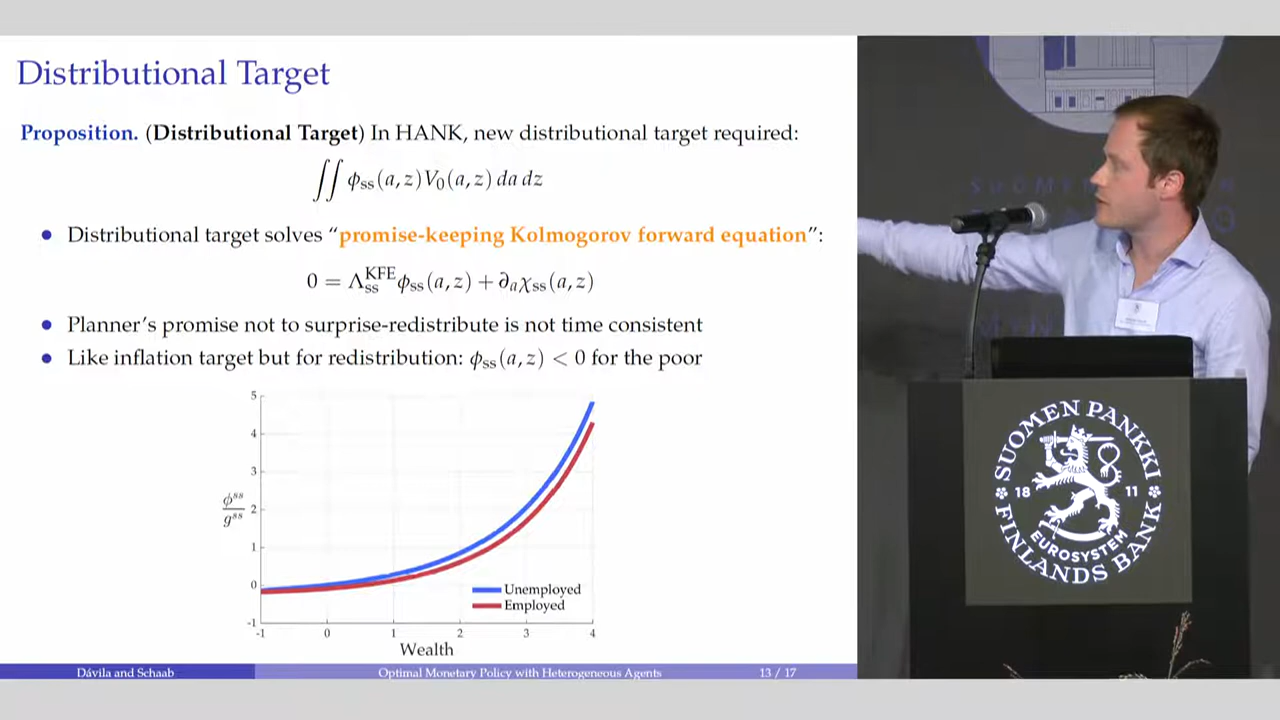 Distributional Target
Proposition. (Distributional Target) In HANK, new distributional target required:
∬ ϕss(a, z)V0(a, z) da dz
• Distributional target solves “promise-keeping Kolmogorov forward equation”:
0 = Λ^KFE_ss ϕss(a, z) + ∂aχss(a, z)
• Planner’s promise not to surprise-redistribute is not time consistent
• Like inflation target but for redistribution: ϕss(a, z) < 0 for the poor
5
4
3
ϕ^ss / g^ss
2
1
0
-1
Unemployed
Employed
-1 0 1 2 3 4
Wealth
Dávila and Schaab Optimal Monetary Policy with Heterogeneous Agents 13 / 17
SUOMEN PANKKI
18 11
EUROSYSTEM
FINLANDS BANK